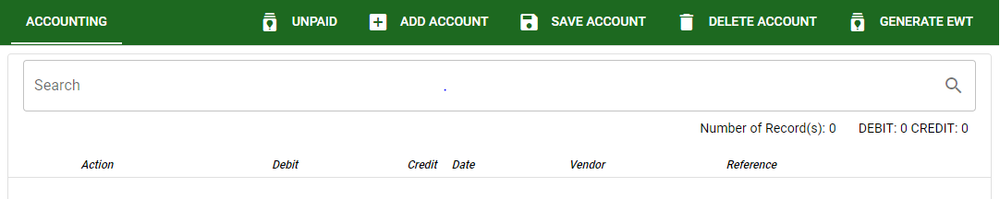 ACCOUNTING UNPAID ADD ACCOUNT SAVE ACCOUNT DELETE ACCOUNT GENERATE EWT
Search .
Number of Record(s): 0 DEBIT: 0 CREDIT: 0
Action Debit Credit Date Vendor Reference